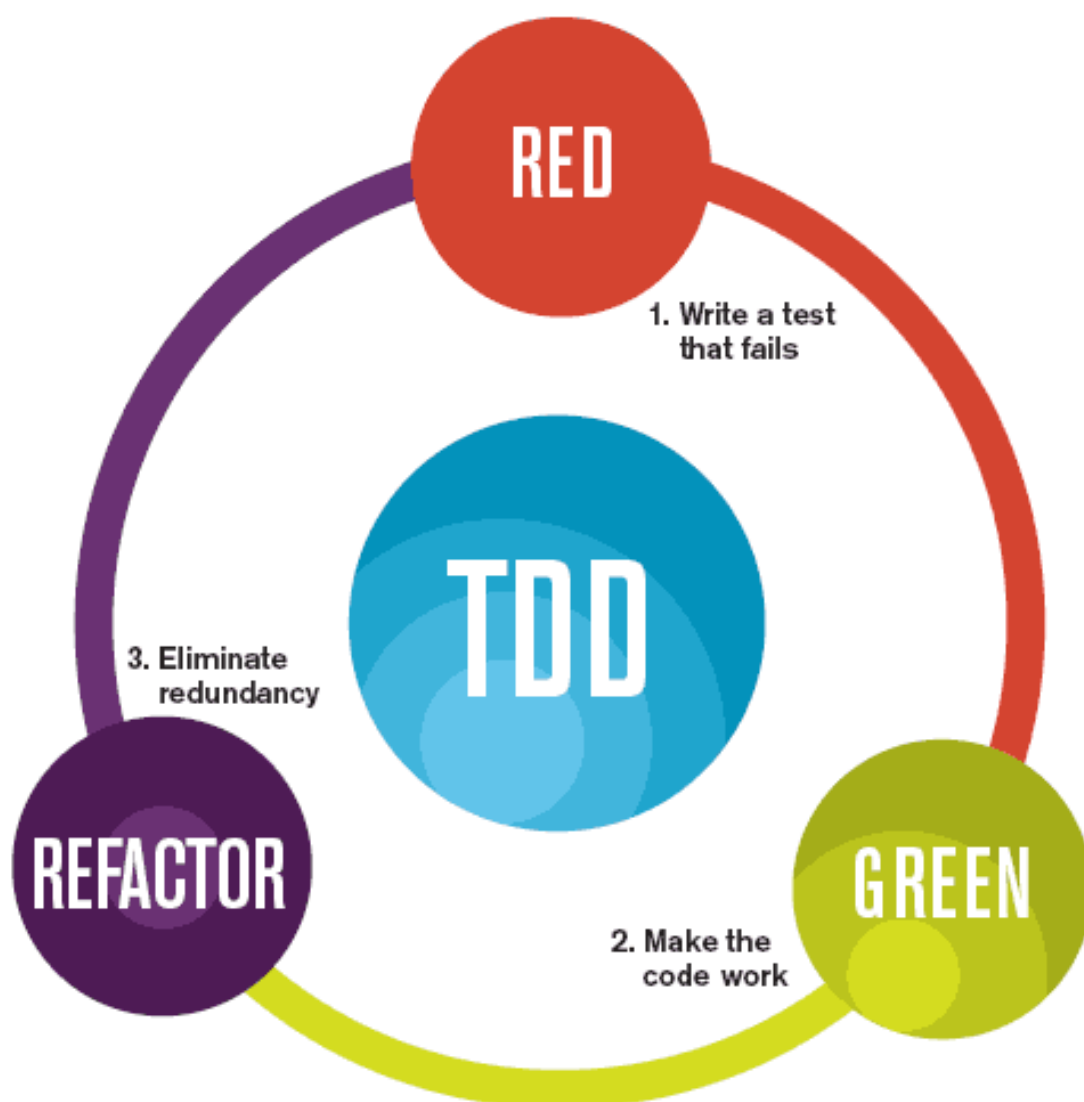 RED
1. Write a test
that fails
TDD
3. Eliminate
redundancy
REFACTOR
GREEN
2. Make the
code work